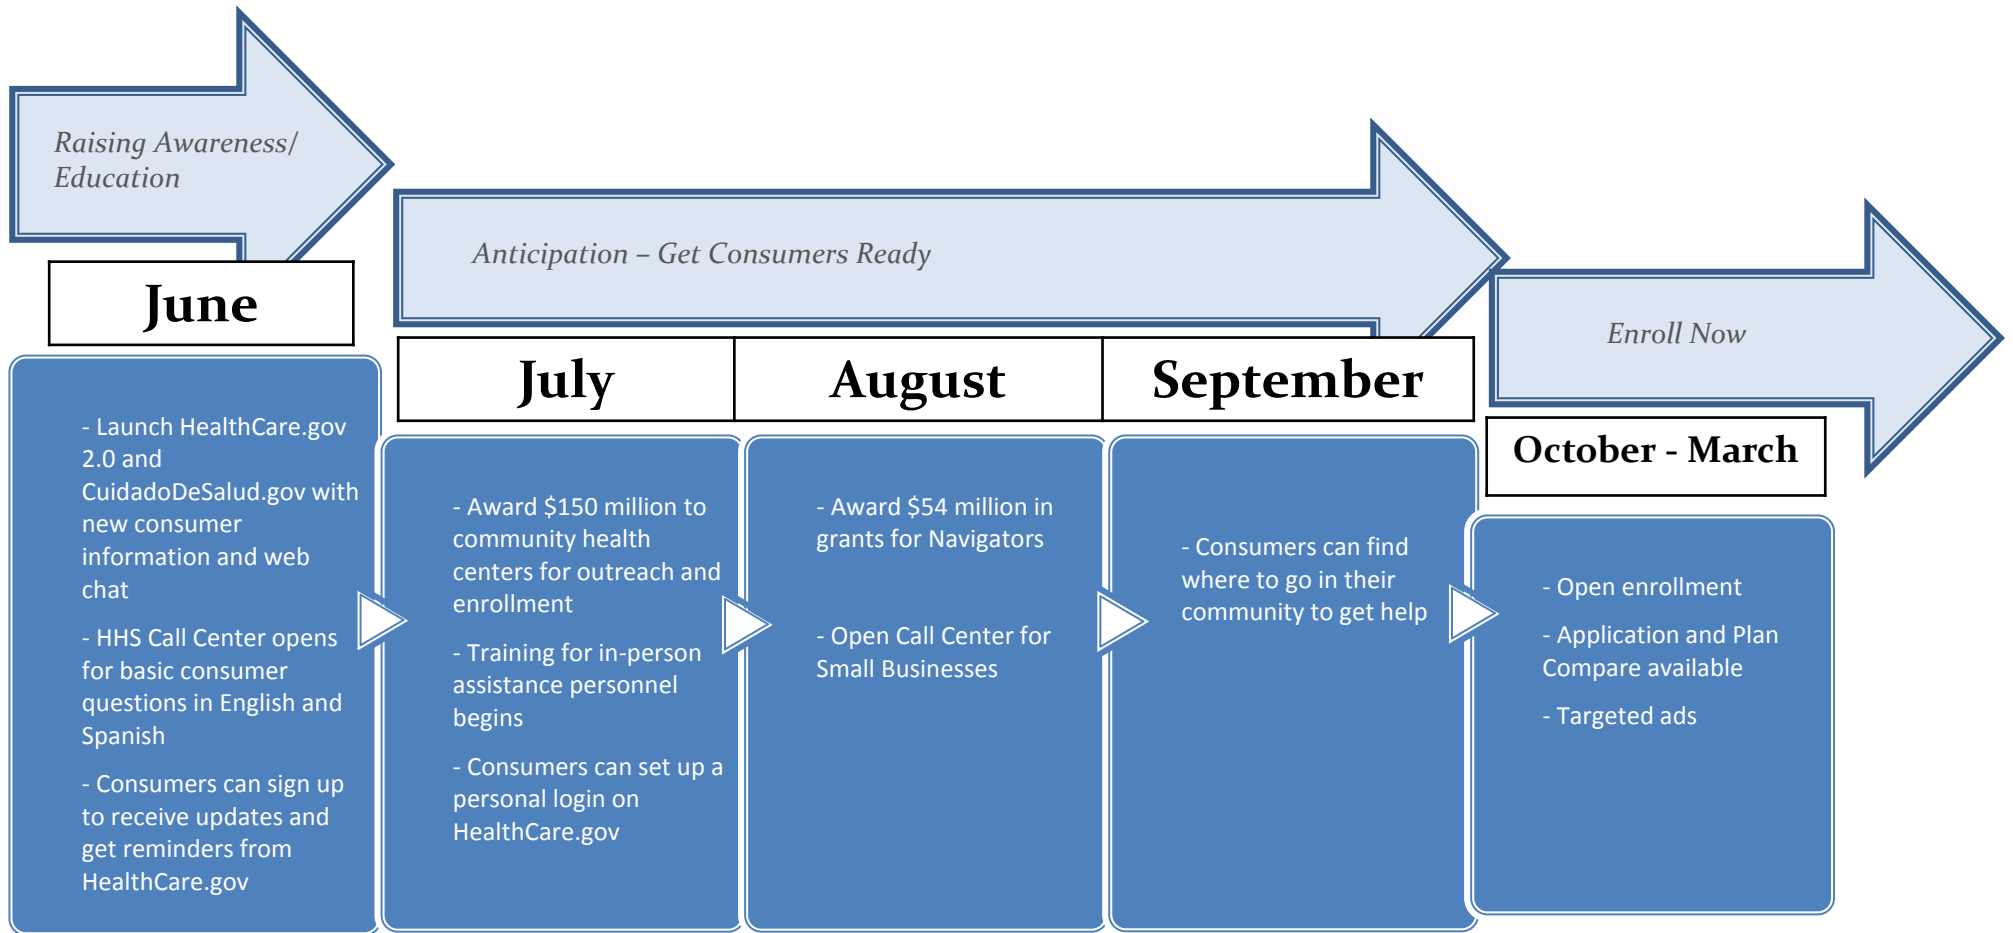 Raising Awareness/
Education
Anticipation – Get Consumers Ready
Enroll Now
June
July
August
September
October - March
- Launch HealthCare.gov
2.0 and
CuidadoDeSalud.gov with
new consumer
information and web
chat
- HHS Call Center opens
for basic consumer
questions in English and
Spanish
- Consumers can sign up
to receive updates and
get reminders from
HealthCare.gov
- Award $150 million to
community health
centers for outreach and
enrollment
- Training for in-person
assistance personnel
begins
- Consumers can set up a
personal login on
HealthCare.gov
- Award $54 million in
grants for Navigators
- Open Call Center for
Small Businesses
- Consumers can find
where to go in their
community to get help
- Open enrollment
- Application and Plan
Compare available
- Targeted ads